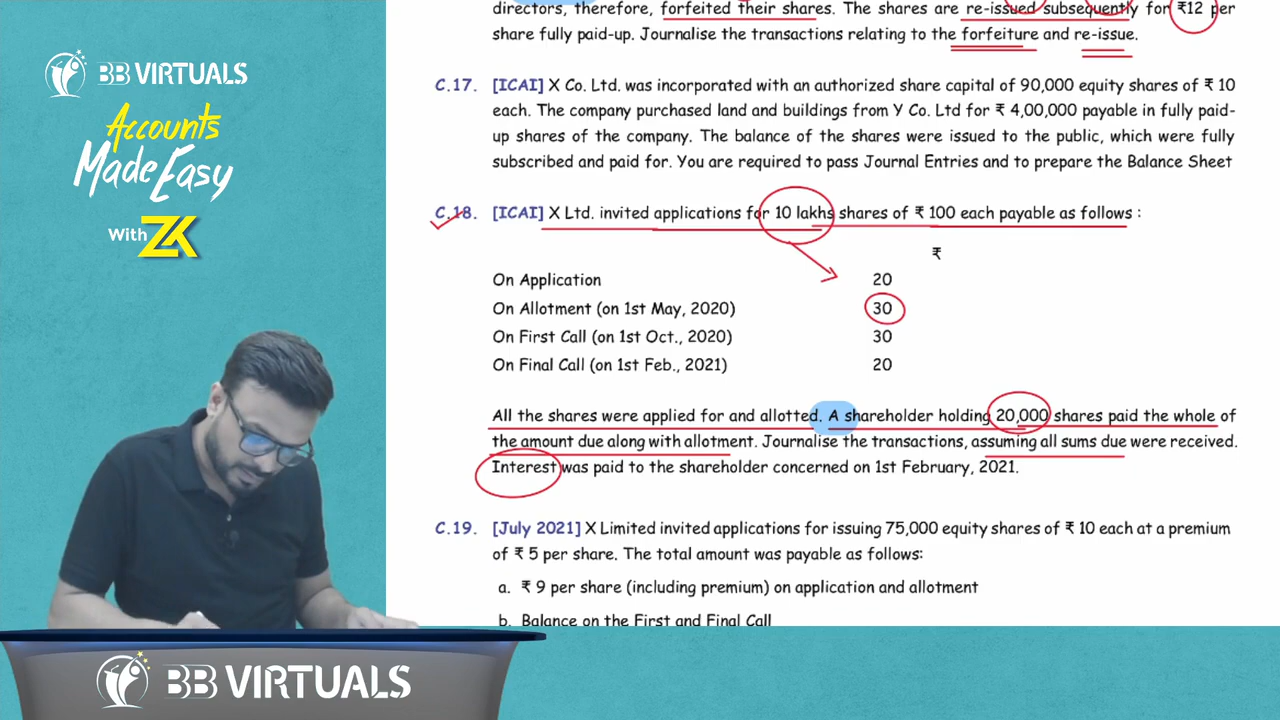 directors, therefore, forfeited their shares. The shares are re-issued subsequently for ₹12 per
share fully paid-up. Journalise the transactions relating to the forfeiture and re-issue.
BB VIRTUALS
Accounts
Made Easy
With ZK
C.17. [ICAI] X Co. Ltd. was incorporated with an authorized share capital of 90,000 equity shares of ₹ 10
each. The company purchased land and buildings from Y Co. Ltd for ₹ 4,00,000 payable in fully paid-
up shares of the company. The balance of the shares were issued to the public, which were fully
subscribed and paid for. You are required to pass Journal Entries and to prepare the Balance Sheet
C.18. [ICAI] X Ltd. invited applications for 10 lakhs shares of ₹ 100 each payable as follows :
₹
On Application 20
On Allotment (on 1st May, 2020) 30
On First Call (on 1st Oct., 2020) 30
On Final Call (on 1st Feb., 2021) 20
All the shares were applied for and allotted. A shareholder holding 20,000 shares paid the whole of
the amount due along with allotment. Journalise the transactions, assuming all sums due were received.
Interest was paid to the shareholder concerned on 1st February, 2021.
C.19. [July 2021] X Limited invited applications for issuing 75,000 equity shares of ₹ 10 each at a premium
of ₹ 5 per share. The total amount was payable as follows:
a. ₹ 9 per share (including premium) on application and allotment
b. Balance on the First and Final Call
BB VIRTUALS